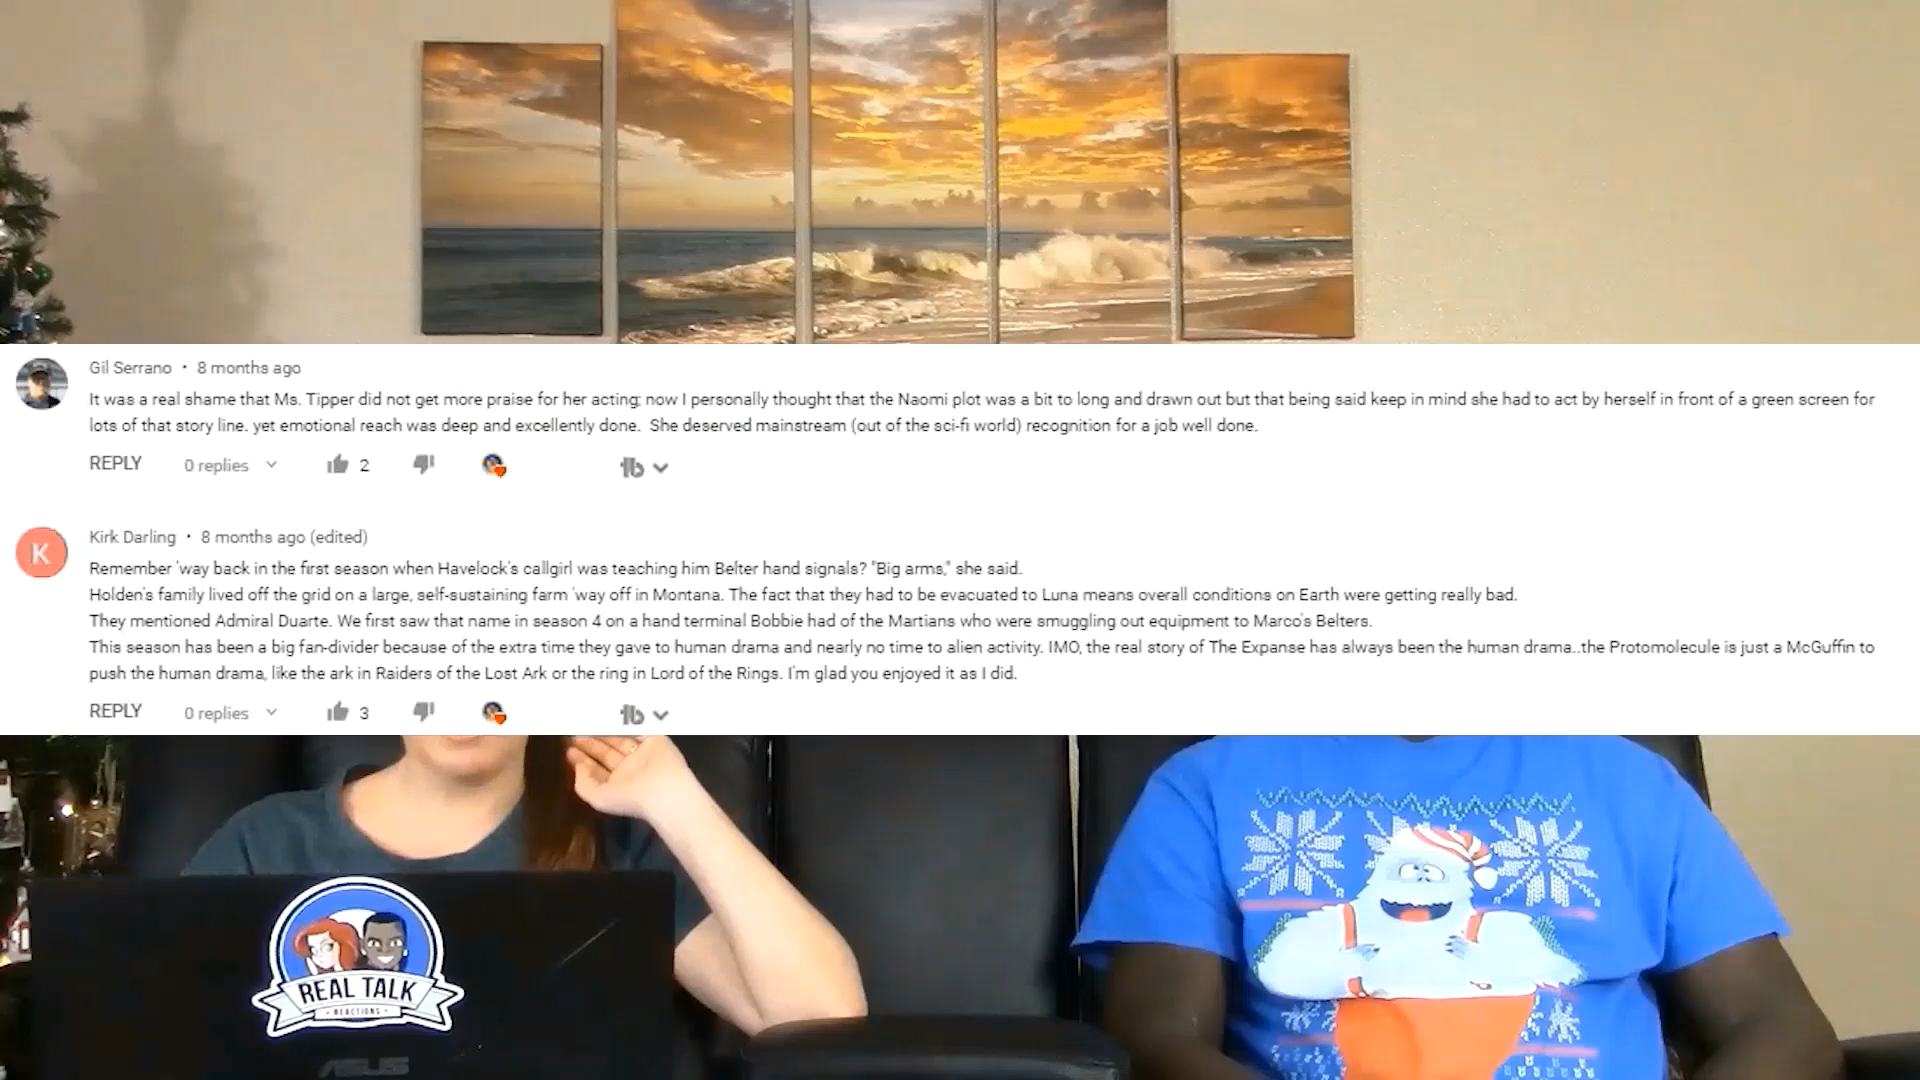 Gil Serrano • 8 months ago
It was a real shame that Ms. Tipper did not get more praise for her acting; now I personally thought that the Naomi plot was a bit to long and drawn out but that being said keep in mind she had to act by herself in front of a green screen for
lots of that story line. yet emotional reach was deep and excellently done.  She deserved mainstream (out of the sci-fi world) recognition for a job well done.
REPLY 0 replies 2
K
Kirk Darling • 8 months ago (edited)
Remember 'way back in the first season when Havelock's callgirl was teaching him Belter hand signals? "Big arms," she said.
Holden's family lived off the grid on a large, self-sustaining farm 'way off in Montana. The fact that they had to be evacuated to Luna means overall conditions on Earth were getting really bad.
They mentioned Admiral Duarte. We first saw that name in season 4 on a hand terminal Bobbie had of the Martians who were smuggling out equipment to Marco's Belters.
This season has been a big fan-divider because of the extra time they gave to human drama and nearly no time to alien activity. IMO, the real story of The Expanse has always been the human drama..the Protomolecule is just a McGuffin to
push the human drama, like the ark in Raiders of the Lost Ark or the ring in Lord of the Rings. I'm glad you enjoyed it as I did.
REPLY 0 replies 3
REAL TALK
- REACTIONS -
ASUS